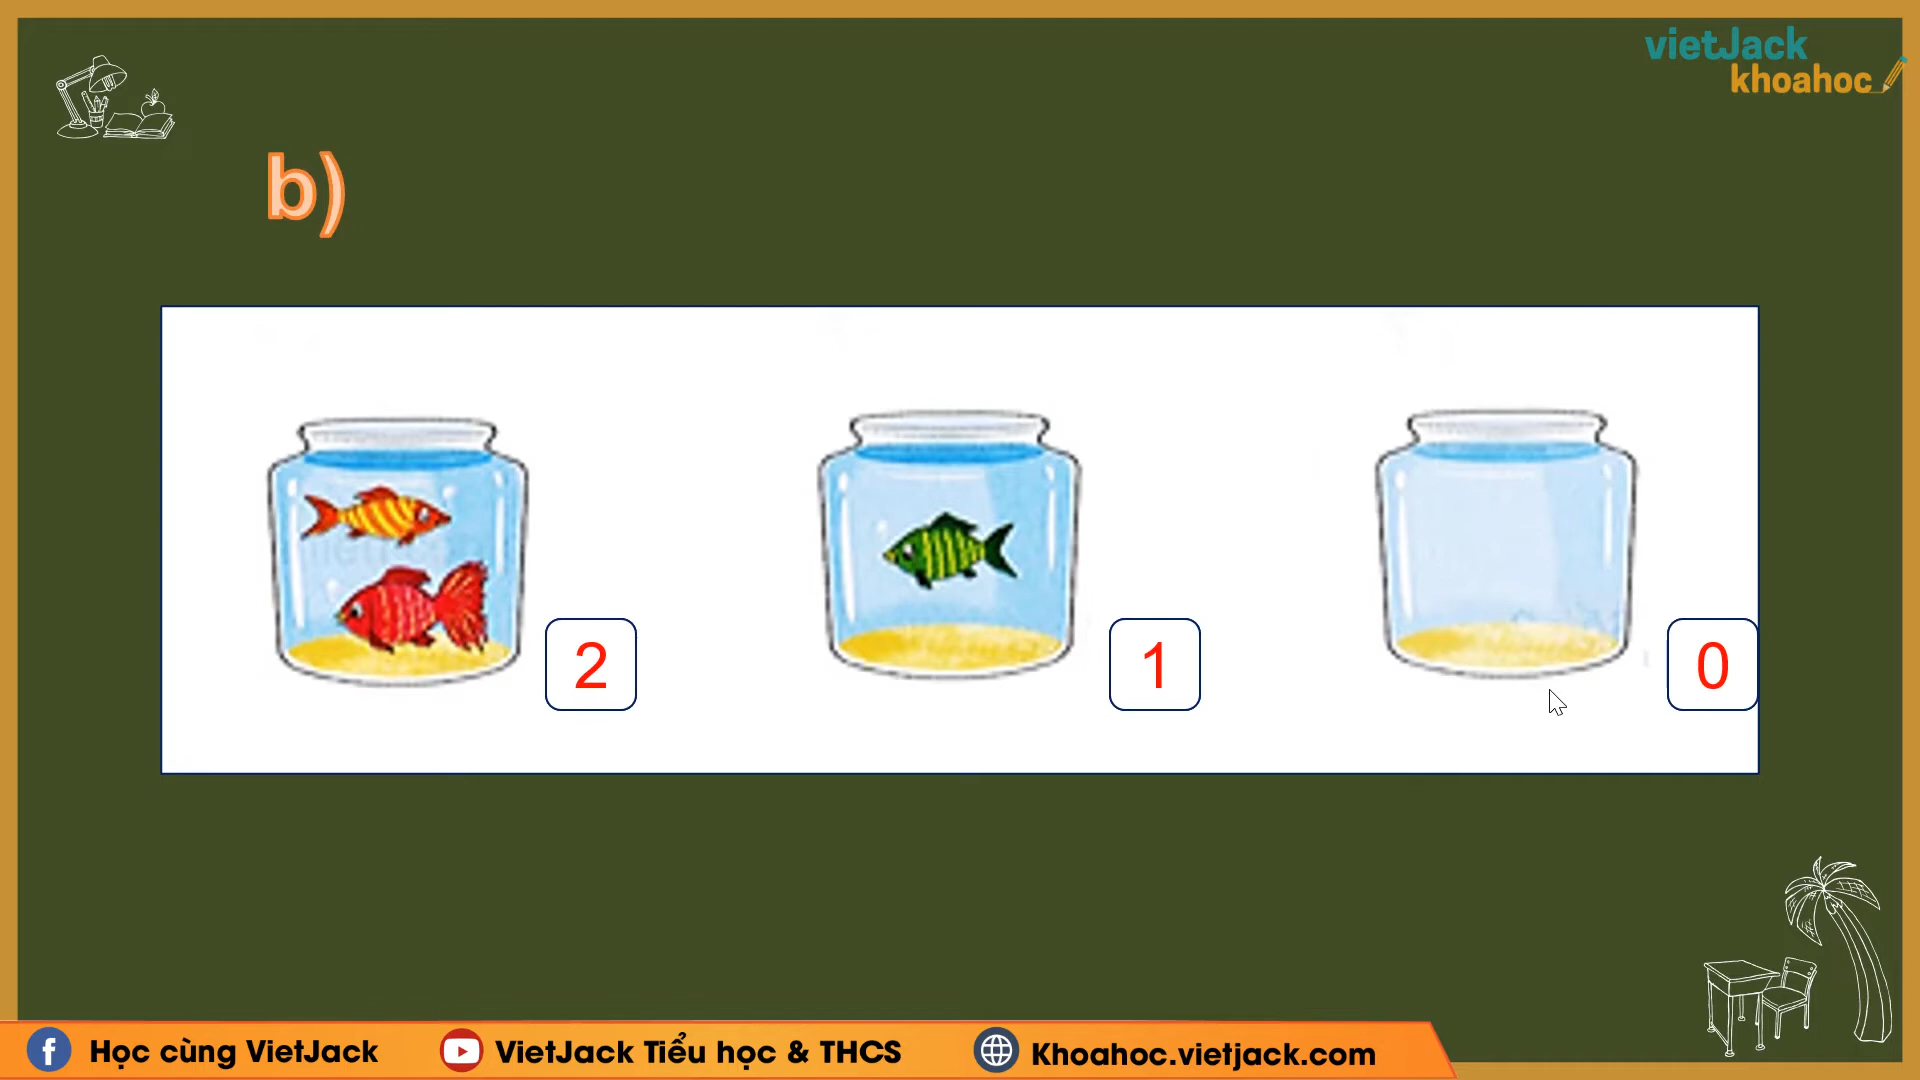 vietJack
khoahoc
b)
2
1
0
Học cùng VietJack
VietJack Tiểu học & THCS
Khoahoc.vietjack.com